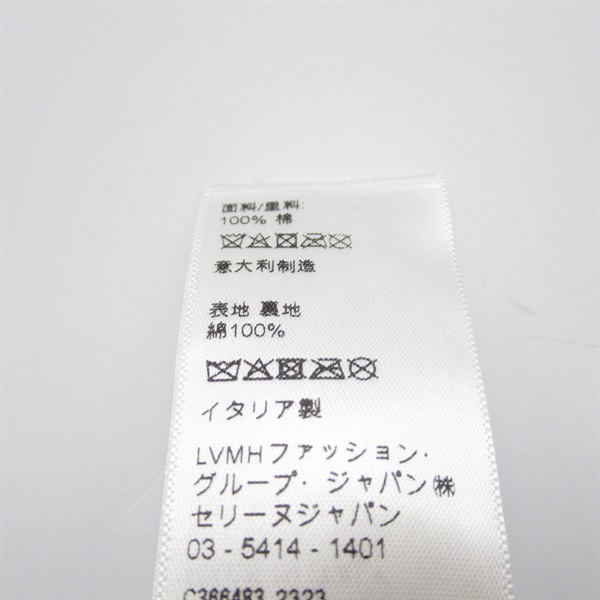 面料/里料:
100% 棉
意大利制造
表地 裏地
綿100%
イタリア製
LVMHファッション・
グループ・ジャパン㈱
セリーヌジャパン
03 - 5414 - 1401
C366483 2323